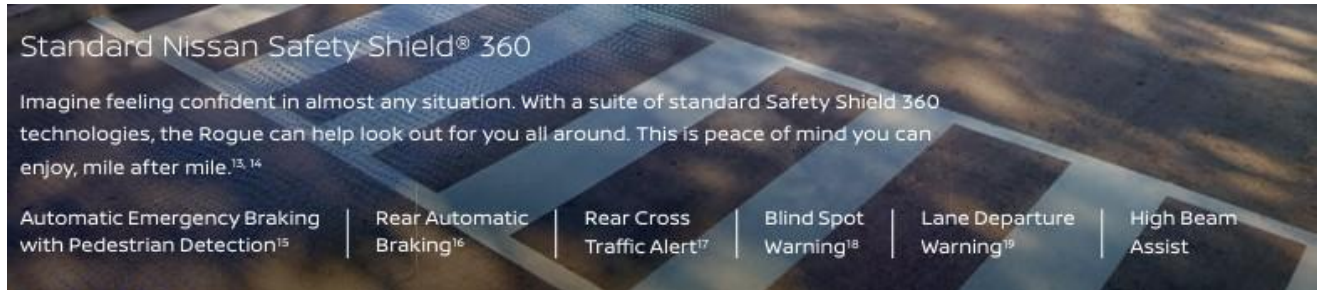 Standard Nissan Safety Shield® 360
Imagine feeling confident in almost any situation. With a suite of standard Safety Shield 360
technologies, the Rogue can help look out for you all around. This is peace of mind you can
enjoy, mile after mile.¹³, ¹⁴
Automatic Emergency Braking
with Pedestrian Detection¹⁵
Rear Automatic
Braking¹⁶
Rear Cross
Traffic Alert¹⁷
Blind Spot
Warning¹⁸
Lane Departure
Warning¹⁹
High Beam
Assist